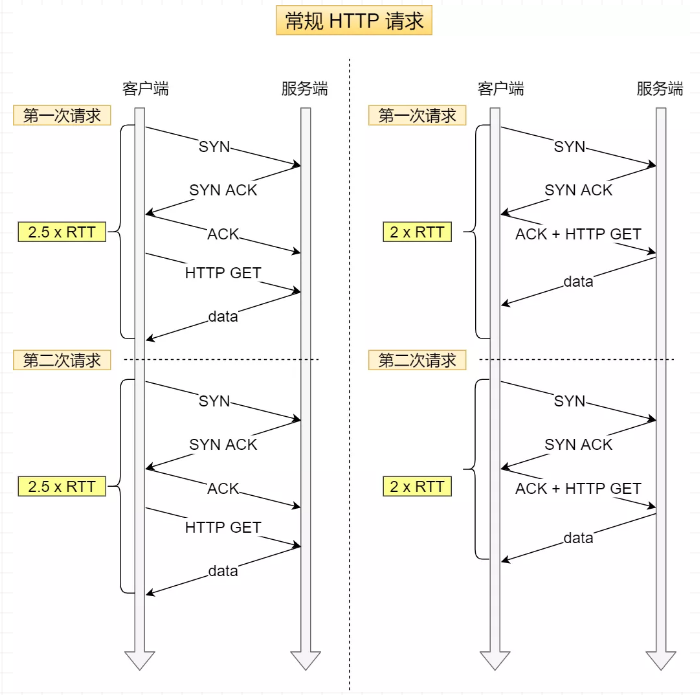 常规 HTTP 请求
客户端
服务端
第一次请求
SYN
SYN ACK
2.5 x RTT
ACK
HTTP GET
data
第二次请求
SYN
SYN ACK
2.5 x RTT
ACK
HTTP GET
data
客户端
服务端
第一次请求
SYN
SYN ACK
2 x RTT
ACK + HTTP GET
data
第二次请求
SYN
SYN ACK
2 x RTT
ACK + HTTP GET
data